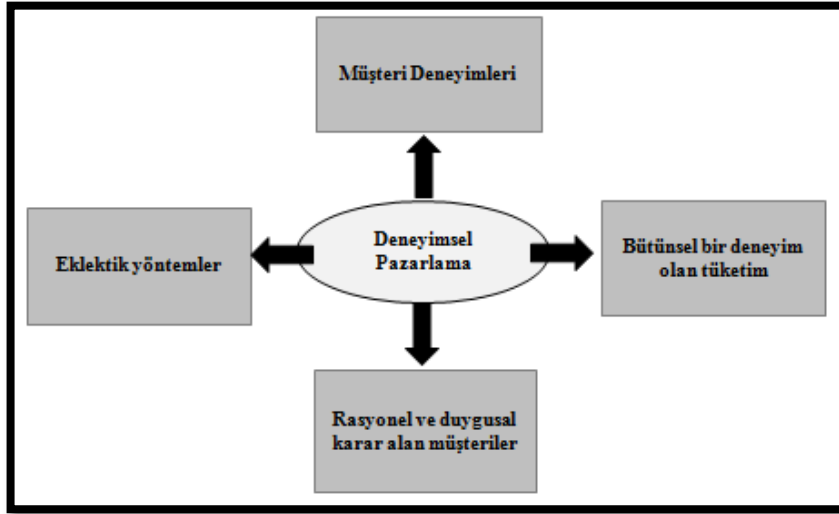 Müşteri Deneyimleri
Eklektik yöntemler
Deneyimsel
Pazarlama
Bütünsel bir deneyim
olan tüketim
Rasyonel ve duygusal
karar alan müşteriler